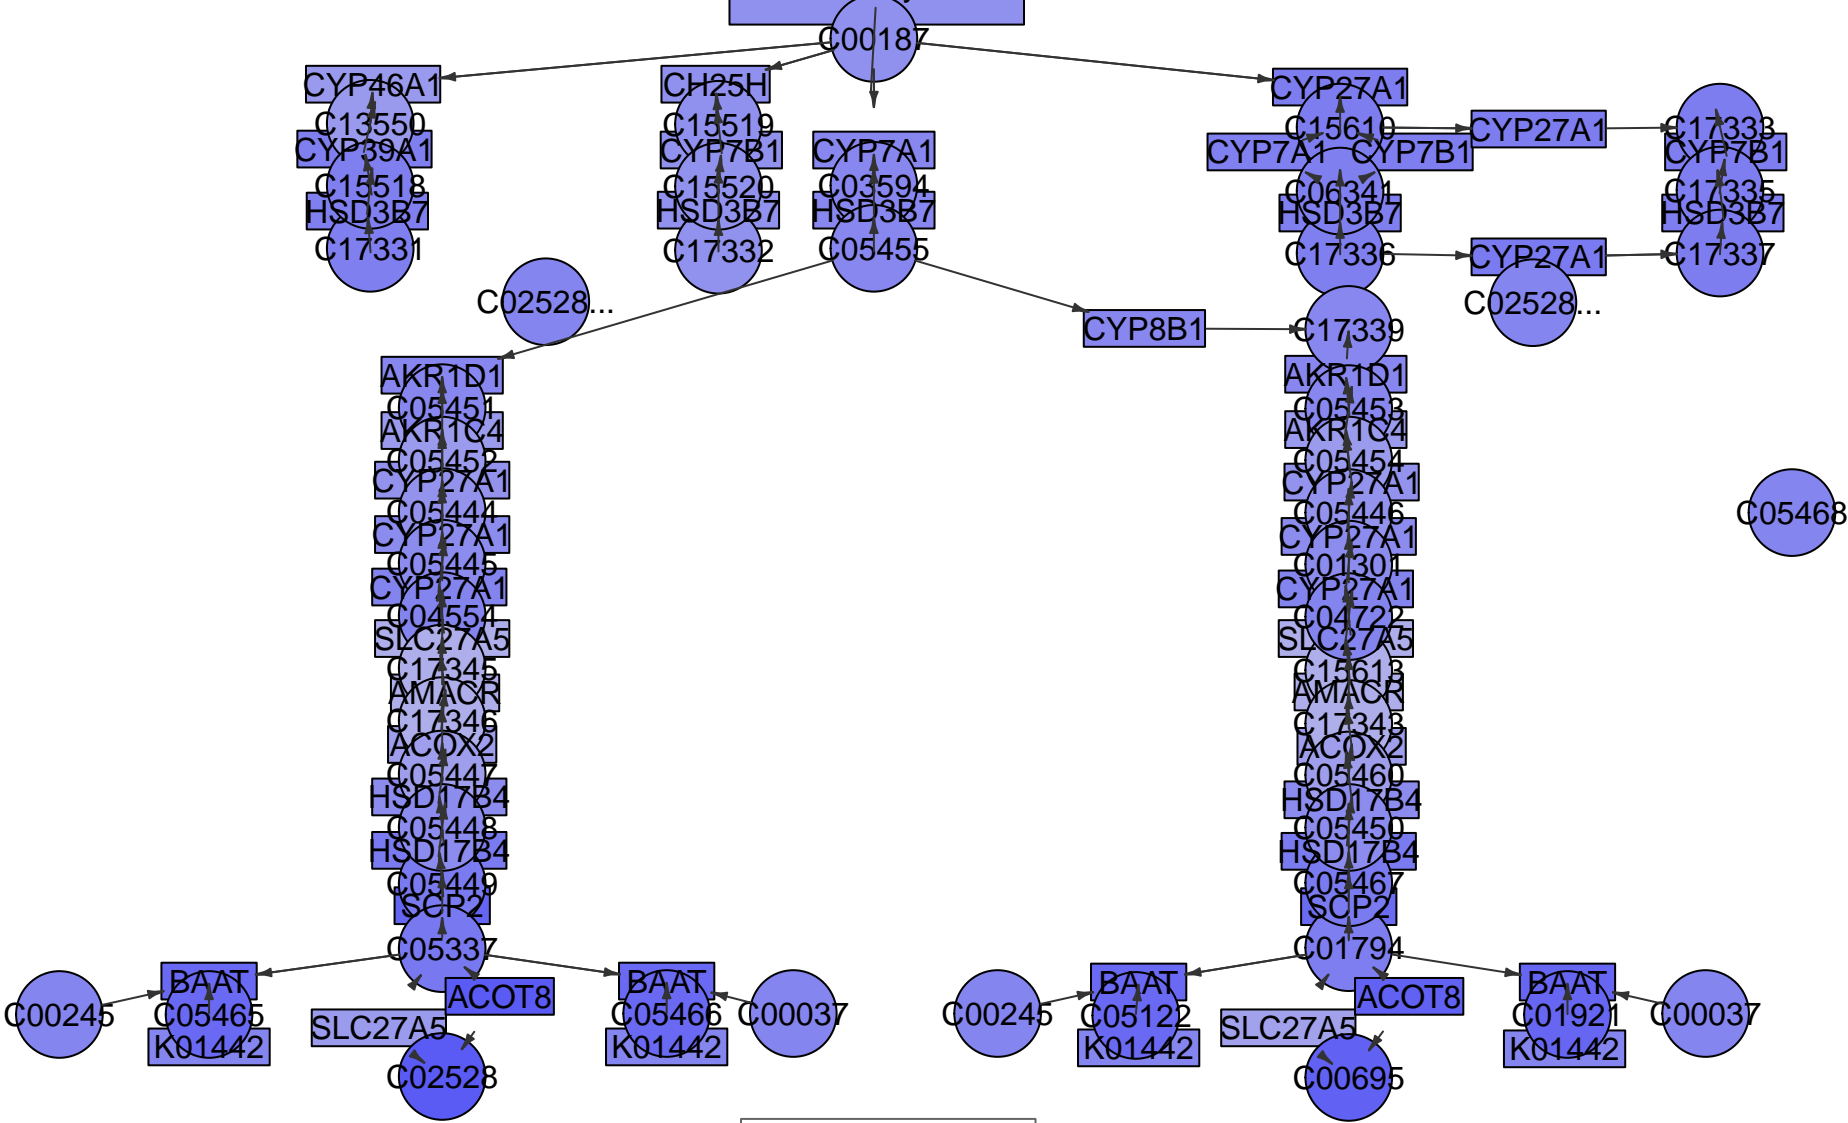 C00187
CYP46A1
CH25H
CYP27A1
C13550
C15519
C15610
CYP27A1
C17333
CYP39A1
CYP7B1
CYP7A1
CYP7A1
CYP7B1
CYP7B1
C15518
C15520
C03594
C06341
C17335
HSD3B7
HSD3B7
HSD3B7
HSD3B7
HSD3B7
C17331
C17332
C05455
C17336
CYP27A1
C17337
C02528...
C02528...
CYP8B1
C17339
AKR1D1
AKR1D1
C05451
C05453
AKR1C4
AKR1C4
C05452
C05454
CYP27A1
CYP27A1
C05444
C05446
C05468
CYP27A1
CYP27A1
C05445
C01301
CYP27A1
CYP27A1
C04554
C04722
SLC27A5
SLC27A5
C17345
C15613
AMACR
AMACR
C17346
C17343
ACOX2
ACOX2
C05447
C05460
HSD17B4
HSD17B4
C05448
C05450
HSD17B4
HSD17B4
C05449
C05467
SCP2
SCP2
C05337
C01794
BAAT
BAAT
BAAT
BAAT
ACOT8
ACOT8
C00245
C05465
C05466
C00037
C00245
C05122
C01921
C00037
SLC27A5
SLC27A5
K01442
K01442
K01442
K01442
C02528
C00695